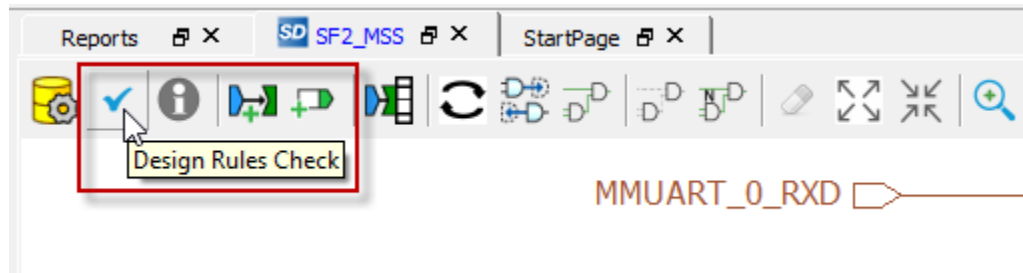 Reports SD SF2_MSS StartPage
N
Design Rules Check
MMUART_0_RXD